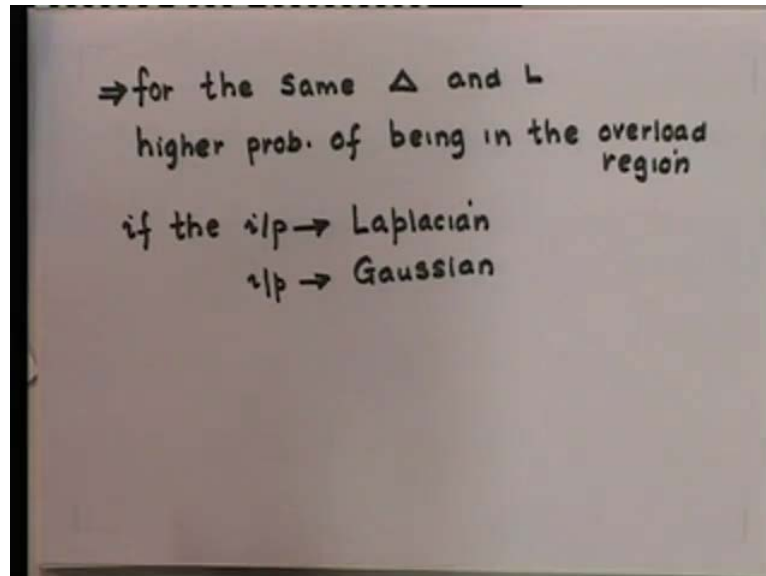 ⇒ for the same Δ and L
higher prob. of being in the overload
region
if the i/p → Laplacian
i/p → Gaussian